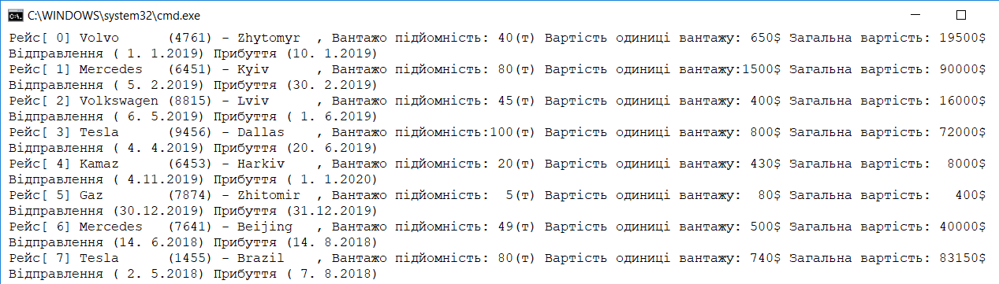 C:\WINDOWS\system32\cmd.exe
Рейс[ 0] Volvo      (4761) - Zhytomyr  , Вантажо підйомність: 40(т) Вартість одиниці вантажу: 650$ Загальна вартість: 19500$
Відправлення ( 1. 1.2019) Прибуття (10. 1.2019)
Рейс[ 1] Mercedes   (6451) - Kyiv      , Вантажо підйомність: 80(т) Вартість одиниці вантажу:1500$ Загальна вартість: 90000$
Відправлення ( 5. 2.2019) Прибуття (30. 2.2019)
Рейс[ 2] Volkswagen (8815) - Lviv      , Вантажо підйомність: 45(т) Вартість одиниці вантажу: 400$ Загальна вартість: 16000$
Відправлення ( 6. 5.2019) Прибуття ( 1. 6.2019)
Рейс[ 3] Tesla      (9456) - Dallas    , Вантажо підйомність:100(т) Вартість одиниці вантажу: 800$ Загальна вартість: 72000$
Відправлення ( 4. 4.2019) Прибуття (20. 6.2019)
Рейс[ 4] Kamaz      (6453) - Harkiv    , Вантажо підйомність: 20(т) Вартість одиниці вантажу: 430$ Загальна вартість:  8000$
Відправлення ( 4.11.2019) Прибуття ( 1. 1.2020)
Рейс[ 5] Gaz        (7874) - Zhitomir  , Вантажо підйомність:  5(т) Вартість одиниці вантажу:  80$ Загальна вартість:   400$
Відправлення (30.12.2019) Прибуття (31.12.2019)
Рейс[ 6] Mercedes   (7641) - Beijing   , Вантажо підйомність: 49(т) Вартість одиниці вантажу: 500$ Загальна вартість: 40000$
Відправлення (14. 6.2018) Прибуття (14. 8.2018)
Рейс[ 7] Tesla      (1455) - Brazil    , Вантажо підйомність: 80(т) Вартість одиниці вантажу: 740$ Загальна вартість: 83150$
Відправлення ( 2. 5.2018) Прибуття ( 7. 8.2018)